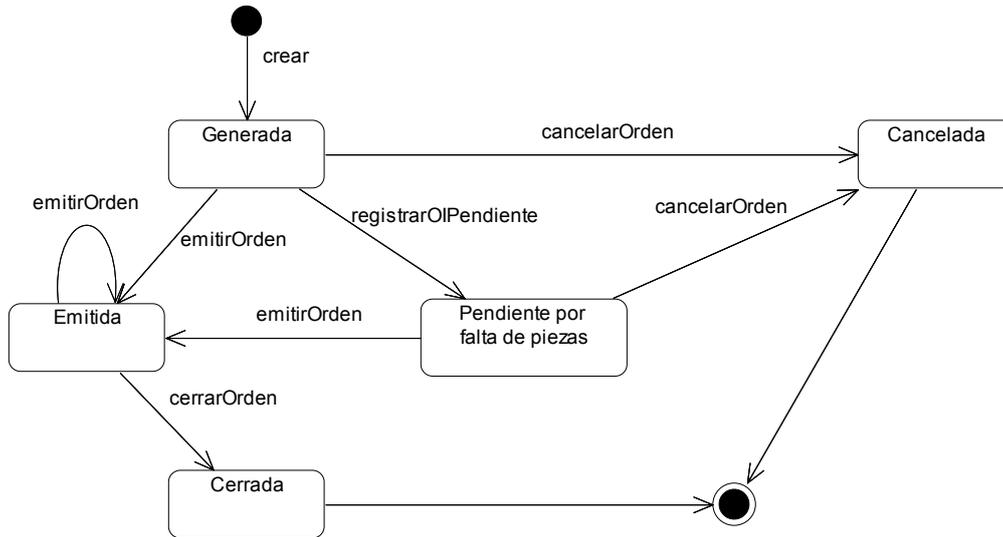 crear
Generada
cancelarOrden
Cancelada
emitirOrden
registrarOIPendiente
cancelarOrden
emitirOrden
Emitida
emitirOrden
Pendiente por
falta de piezas
cerrarOrden
Cerrada